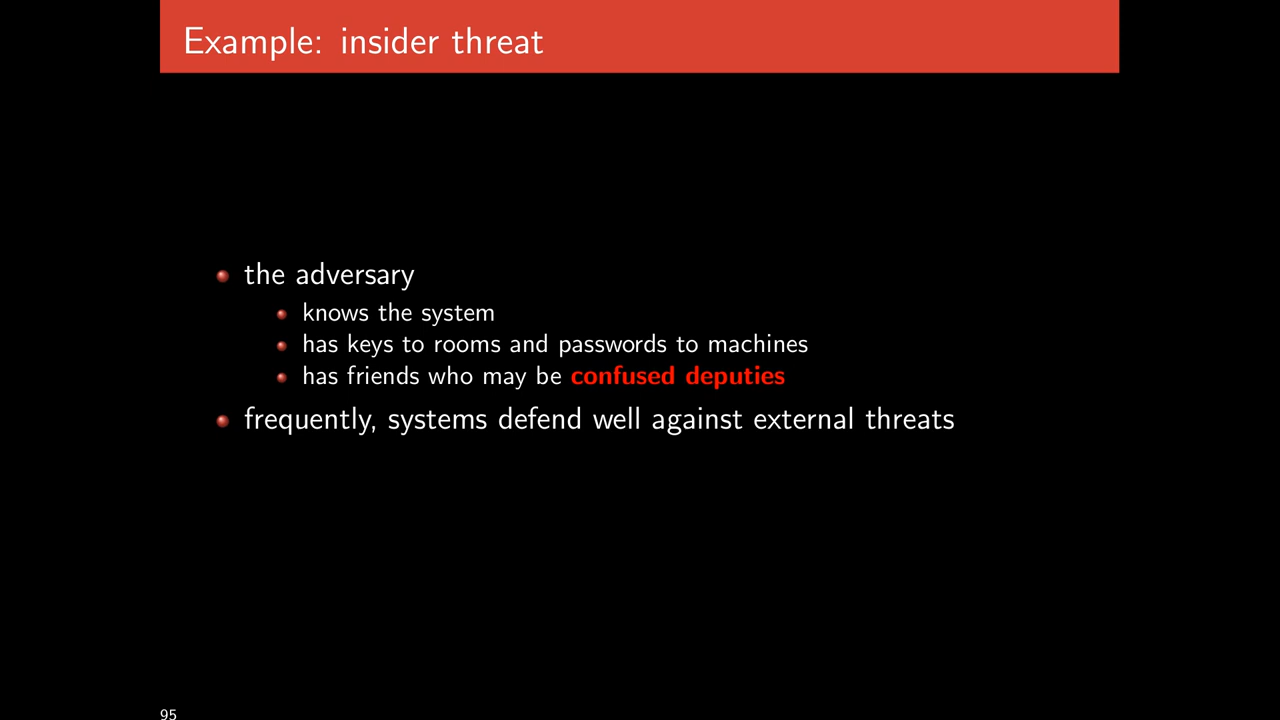 Example: insider threat
the adversary
knows the system
has keys to rooms and passwords to machines
has friends who may be confused deputies
frequently, systems defend well against external threats
95